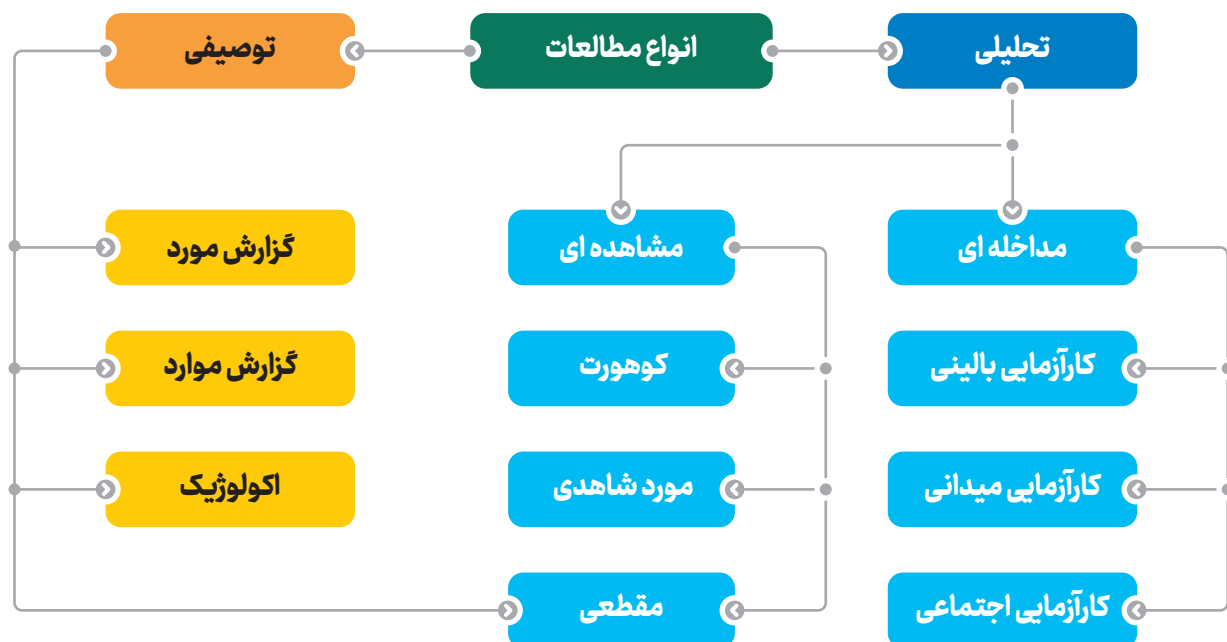 تحلیلی
انواع مطالعات
توصیفی
مداخله ای
مشاهده ای
گزارش مورد
کارآزمایی بالینی
کوهورت
گزارش موارد
کارآزمایی میدانی
مورد شاهدی
اکولوژیک
کارآزمایی اجتماعی
مقطعی